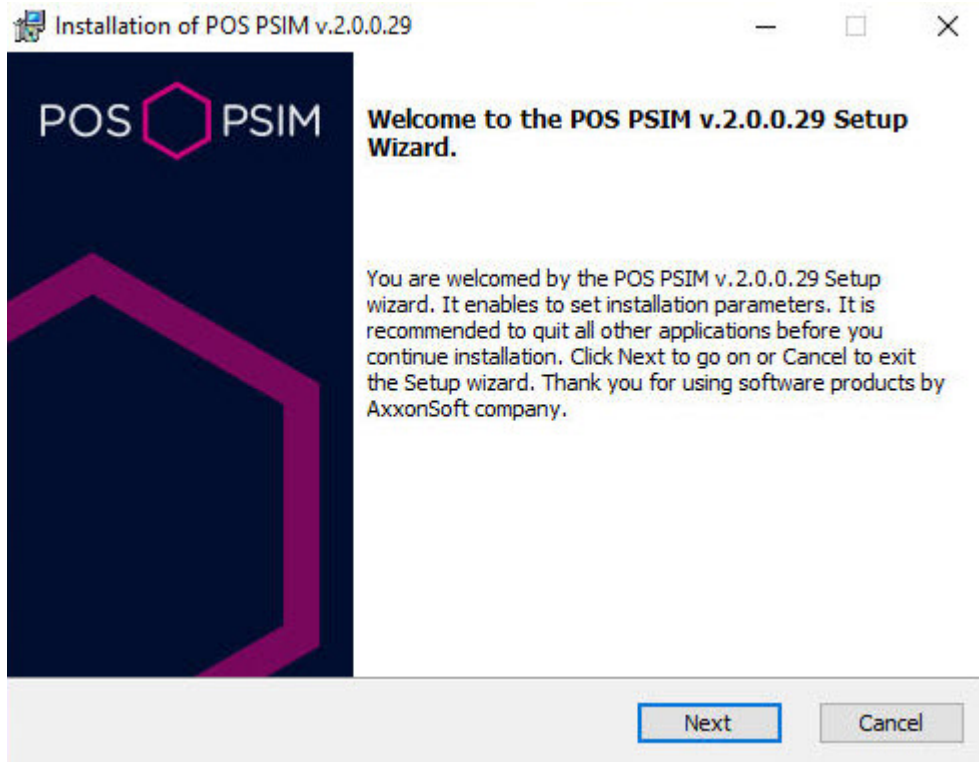 Installation of POS PSIM v.2.0.0.29
POS PSIM
Welcome to the POS PSIM v.2.0.0.29 Setup
Wizard.
You are welcomed by the POS PSIM v.2.0.0.29 Setup
wizard. It enables to set installation parameters. It is
recommended to quit all other applications before you
continue installation. Click Next to go on or Cancel to exit
the Setup wizard. Thank you for using software products by
AxxonSoft company.
Next
Cancel